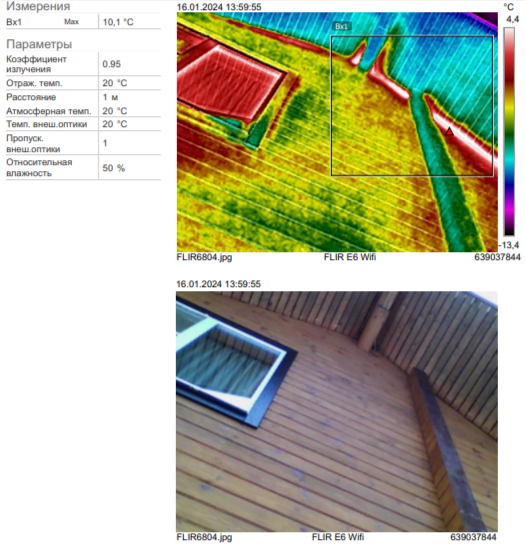 Измерения
Bx1 Max 10,1 °C
Параметры
Коэффициент излучения 0.95
Отраж. темп. 20 °C
Расстояние 1 м
Атмосферная темп. 20 °C
Темп. внеш.оптики 20 °C
Пропуск. внеш.оптики 1
Относительная влажность 50 %
16.01.2024 13:59:55
°C
4,4
Bx1
-13,4
FLIR6804.jpg FLIR E6 Wifi 639037844
16.01.2024 13:59:55
FLIR6804.jpg FLIR E6 Wifi 639037844